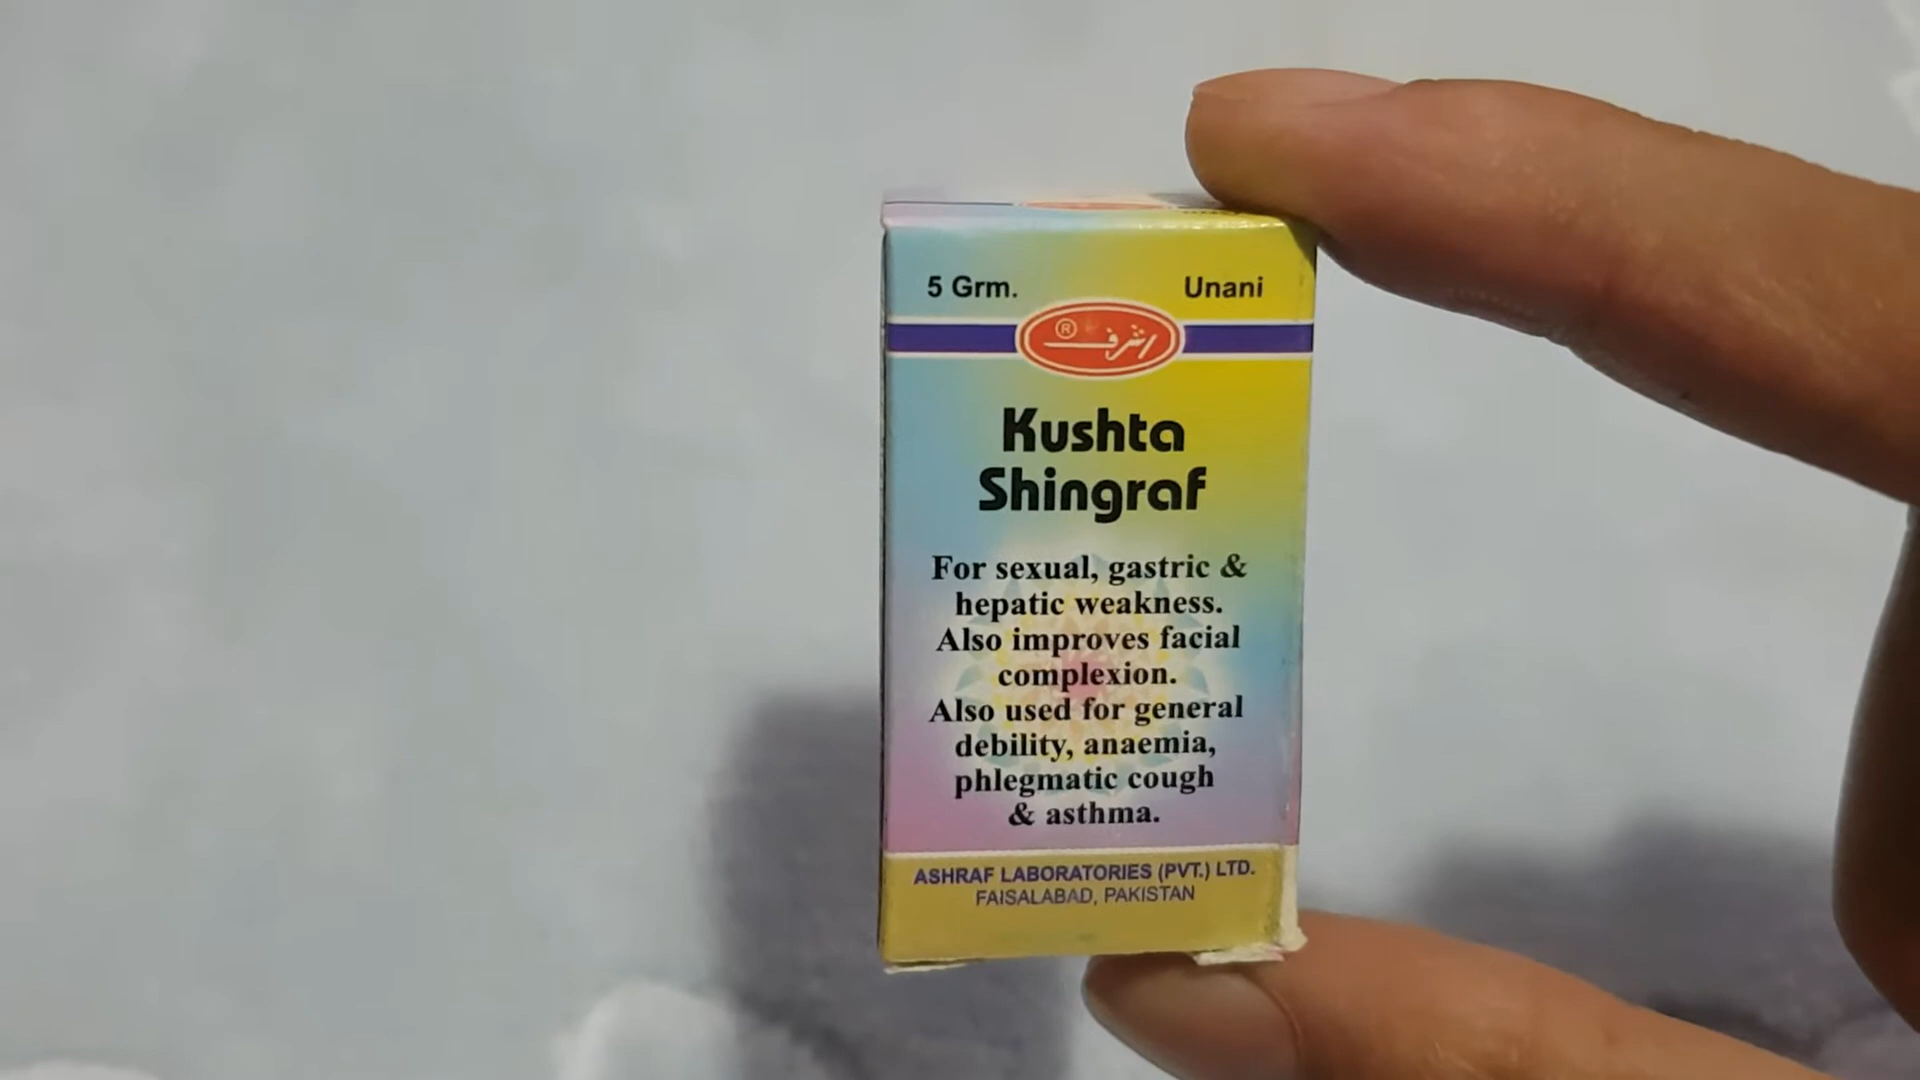 5 Grm. Unani
® اشرف
Kushta
Shingraf
For sexual, gastric &
hepatic weakness.
Also improves facial
complexion.
Also used for general
debility, anaemia,
phlegmatic cough
& asthma.
ASHRAF LABORATORIES (PVT.) LTD.
FAISALABAD, PAKISTAN